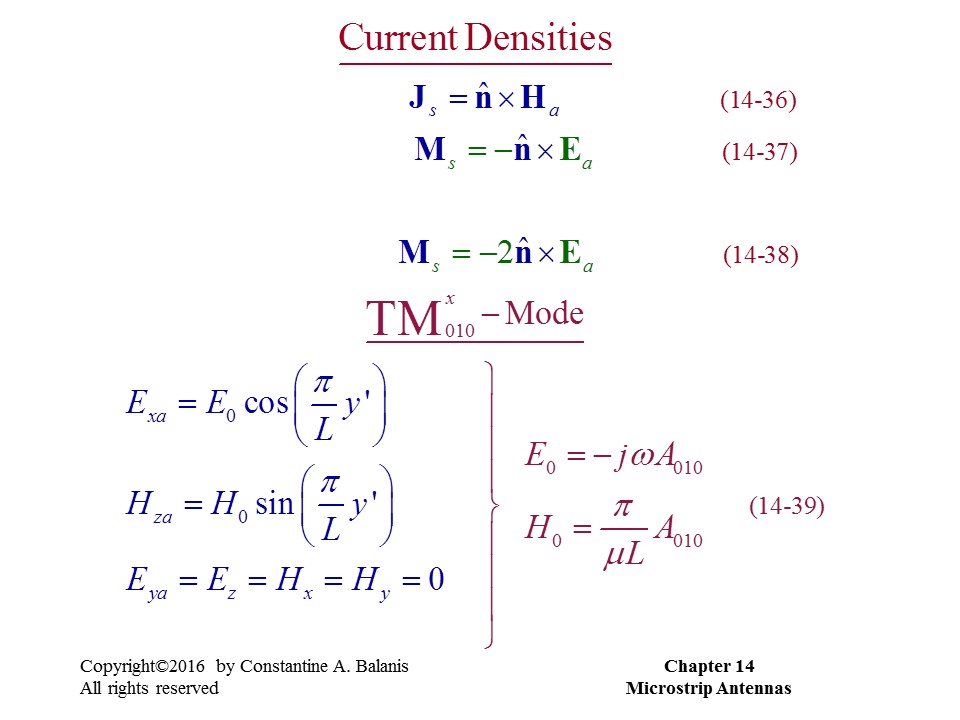 Current Densities
J_s = n̂ × H_a (14-36)
M_s = −n̂ × E_a (14-37)
M_s = −2n̂ × E_a (14-38)
TM^x_010 − Mode
E_xa = E_0 cos(π/L y')
H_za = H_0 sin(π/L y')
E_ya = E_z = H_x = H_y = 0
E_0 = − jωA_010
H_0 = π/μL A_010
(14-39)
Copyright©2016 by Constantine A. Balanis
All rights reserved
Chapter 14
Microstrip Antennas